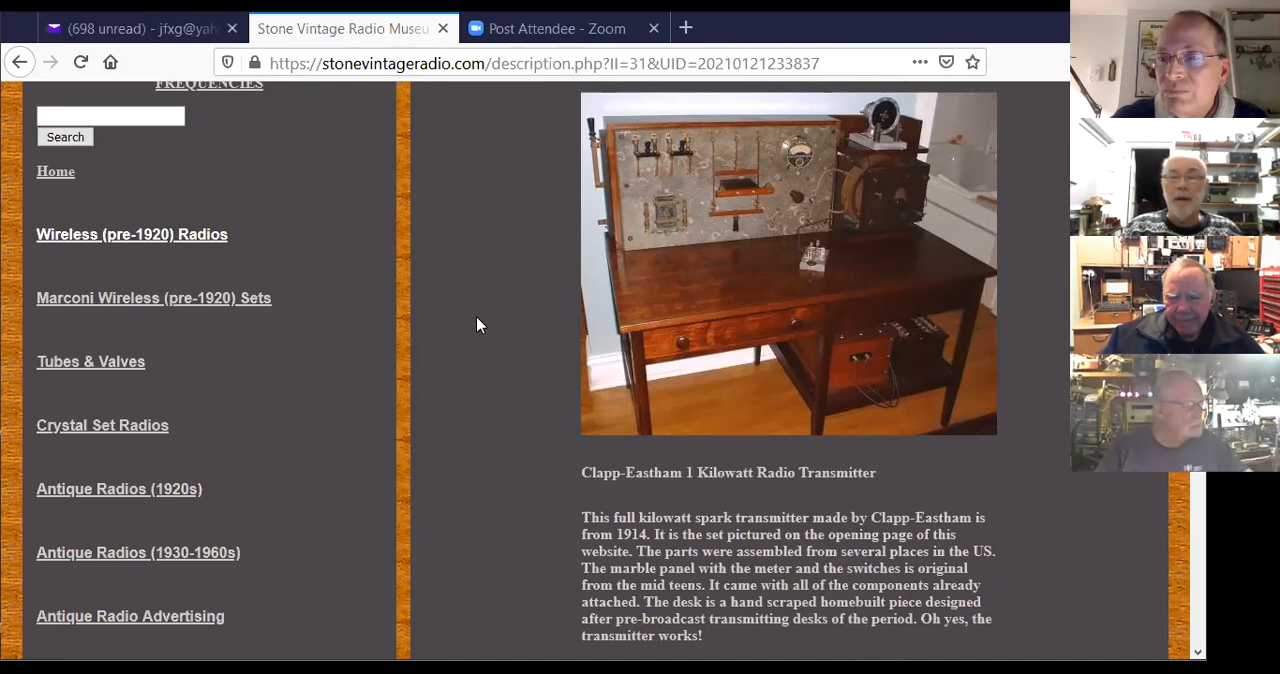 (698 unread) - jfxg@yah
Stone Vintage Radio Museu
Post Attendee - Zoom
https://stonevintageradio.com/description.php?II=31&UID=20210121233837
FREQUENCIES
Search
Home
Wireless (pre-1920) Radios
Marconi Wireless (pre-1920) Sets
Tubes & Valves
Crystal Set Radios
Antique Radios (1920s)
Antique Radios (1930-1960s)
Antique Radio Advertising
Clapp-Eastham 1 Kilowatt Radio Transmitter
This full kilowatt spark transmitter made by Clapp-Eastham is
from 1914. It is the set pictured on the opening page of this
website. The parts were assembled from several places in the US.
The marble panel with the meter and the switches is original
from the mid teens. It came with all of the components already
attached. The desk is a hand scraped homebuilt piece designed
after pre-broadcast transmitting desks of the period. Oh yes, the
transmitter works!